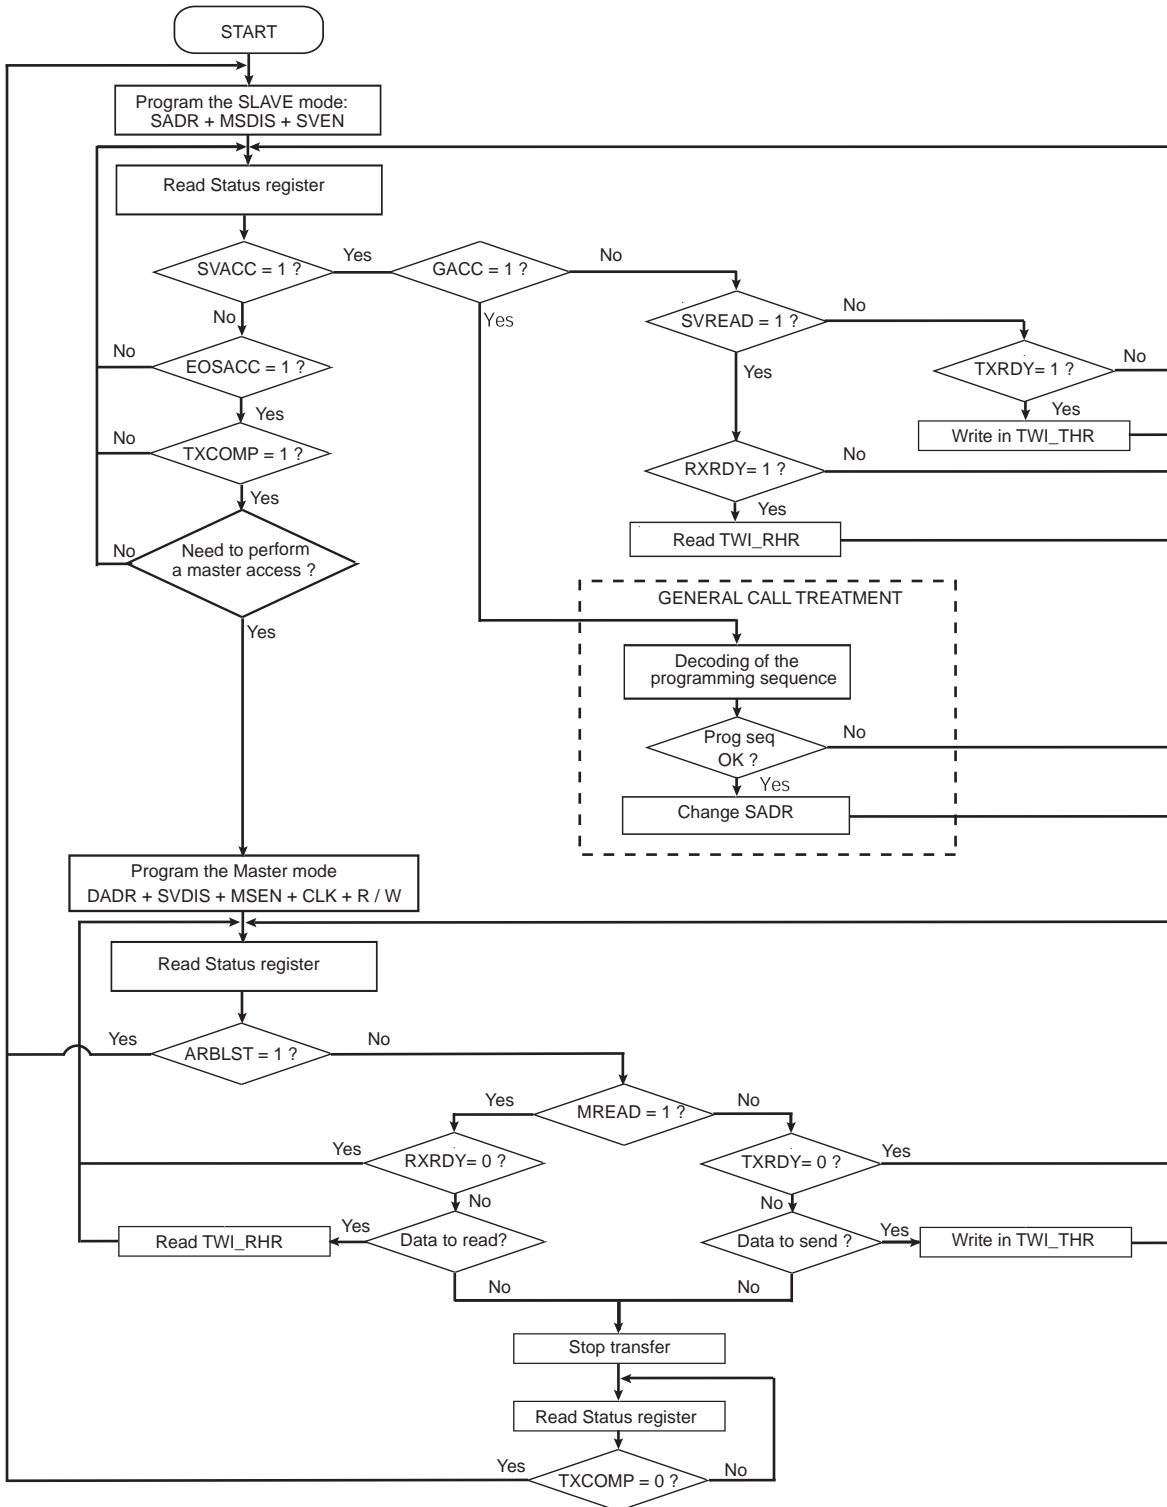 START
Program the SLAVE mode:
SADR + MSDIS + SVEN
Read Status register
SVACC = 1 ?
Yes
GACC = 1 ?
No
No
Yes
SVREAD = 1 ?
No
No
EOSACC = 1 ?
Yes
TXRDY= 1 ?
No
Yes
Yes
Write in TWI_THR
No
TXCOMP = 1 ?
RXRDY= 1 ?
No
Yes
Yes
Read TWI_RHR
No
Need to perform
a master access ?
Yes
GENERAL CALL TREATMENT
Decoding of the
programming sequence
Prog seq
OK ?
No
Yes
Change SADR
Program the Master mode
DADR + SVDIS + MSEN + CLK + R / W
Read Status register
Yes
ARBLST = 1 ?
No
Yes
MREAD = 1 ?
No
Yes
RXRDY= 0 ?
TXRDY= 0 ?
Yes
No
No
Read TWI_RHR
Yes
Data to read?
Data to send ?
Yes
Write in TWI_THR
No
No
Stop transfer
Read Status register
Yes
TXCOMP = 0 ?
No